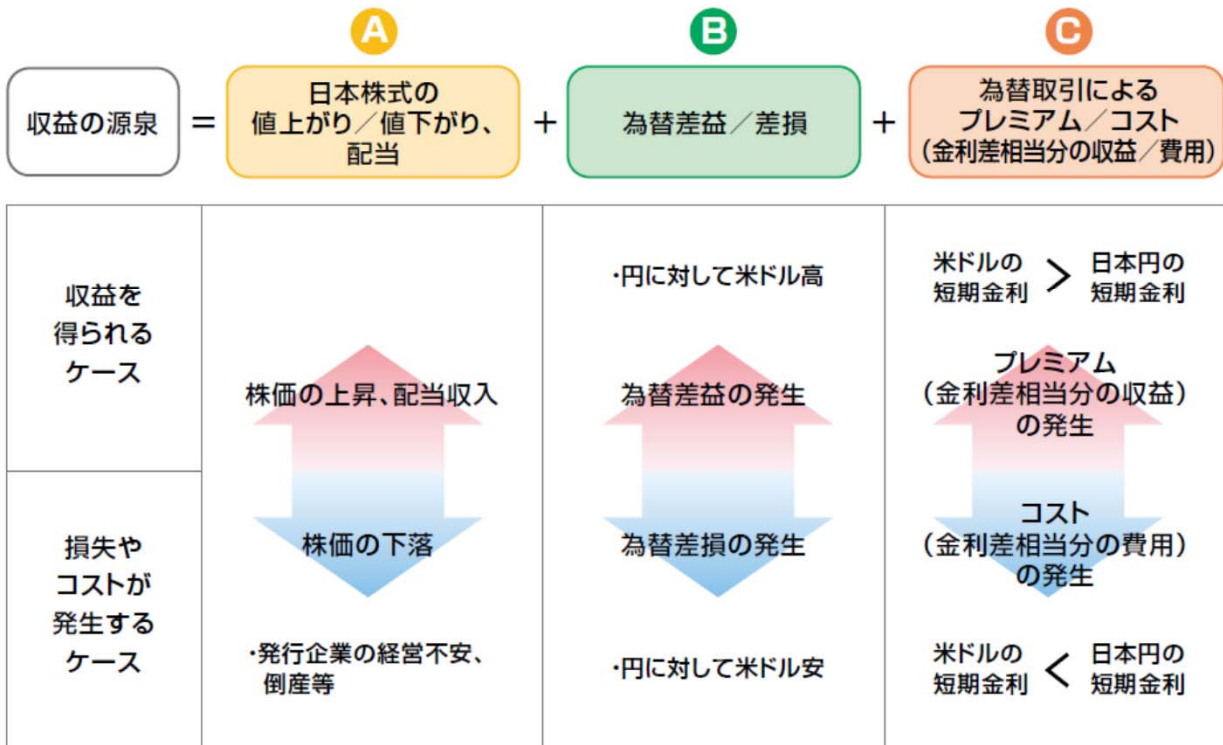 A
B
C
収益の源泉
=
日本株式の
値上がり／値下がり、
配当
+
為替差益／差損
+
為替取引による
プレミアム／コスト
（金利差相当分の収益／費用）
収益を
得られる
ケース
株価の上昇、配当収入
・円に対して米ドル高
為替差益の発生
米ドルの
短期金利
>
日本円の
短期金利
プレミアム
（金利差相当分の収益）
の発生
損失や
コストが
発生する
ケース
株価の下落
・発行企業の経営不安、
倒産等
為替差損の発生
・円に対して米ドル安
コスト
（金利差相当分の費用）
の発生
米ドルの
短期金利
<
日本円の
短期金利